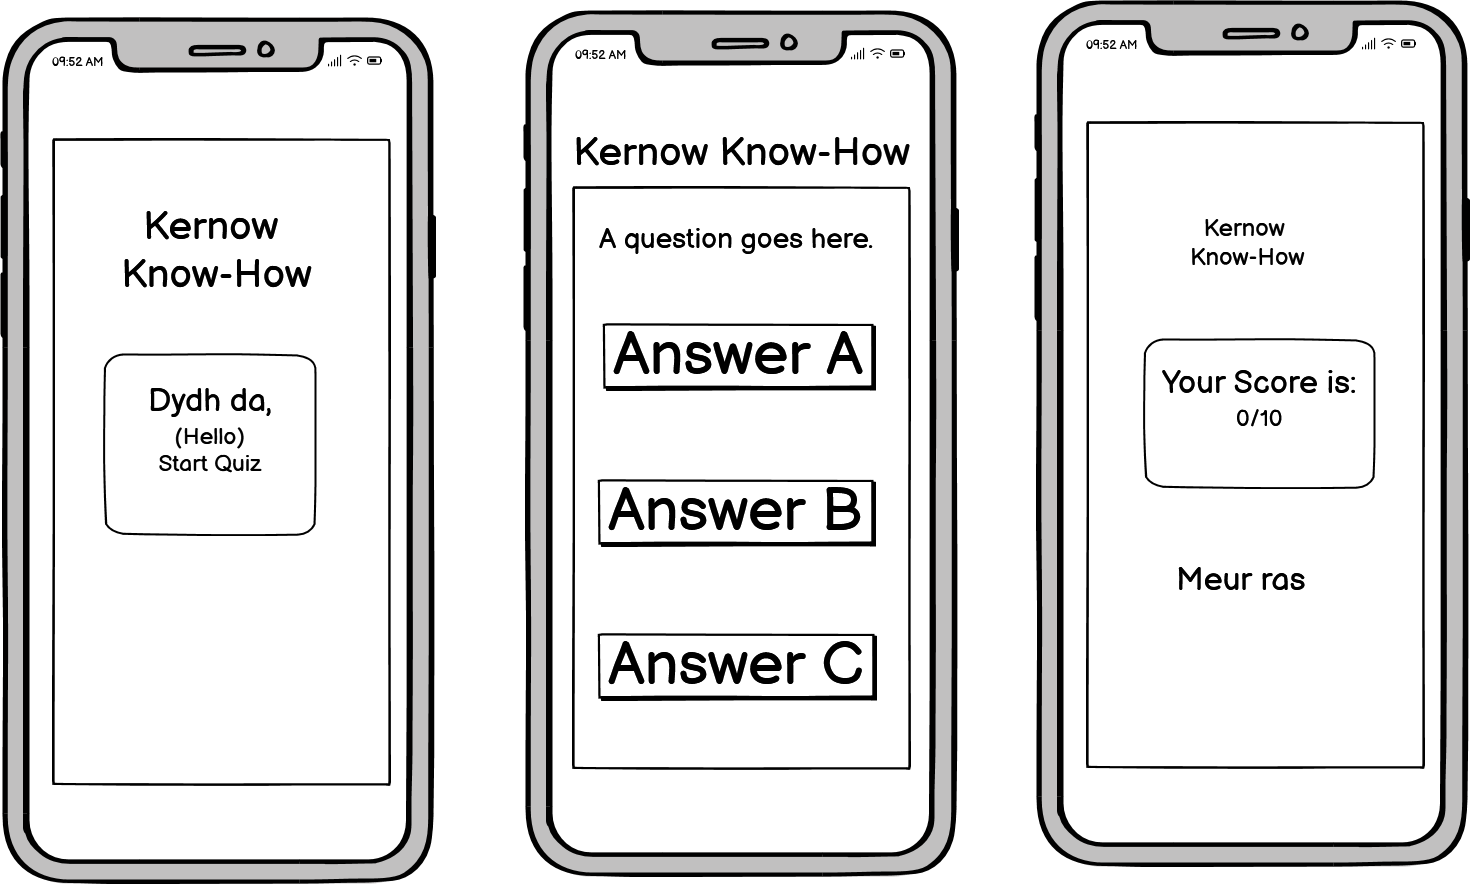 09:52 AM
Kernow
Know-How
Dydh da,
(Hello)
Start Quiz
09:52 AM
Kernow Know-How
A question goes here.
Answer A
Answer B
Answer C
09:52 AM
Kernow
Know-How
Your Score is:
0/10
Meur ras